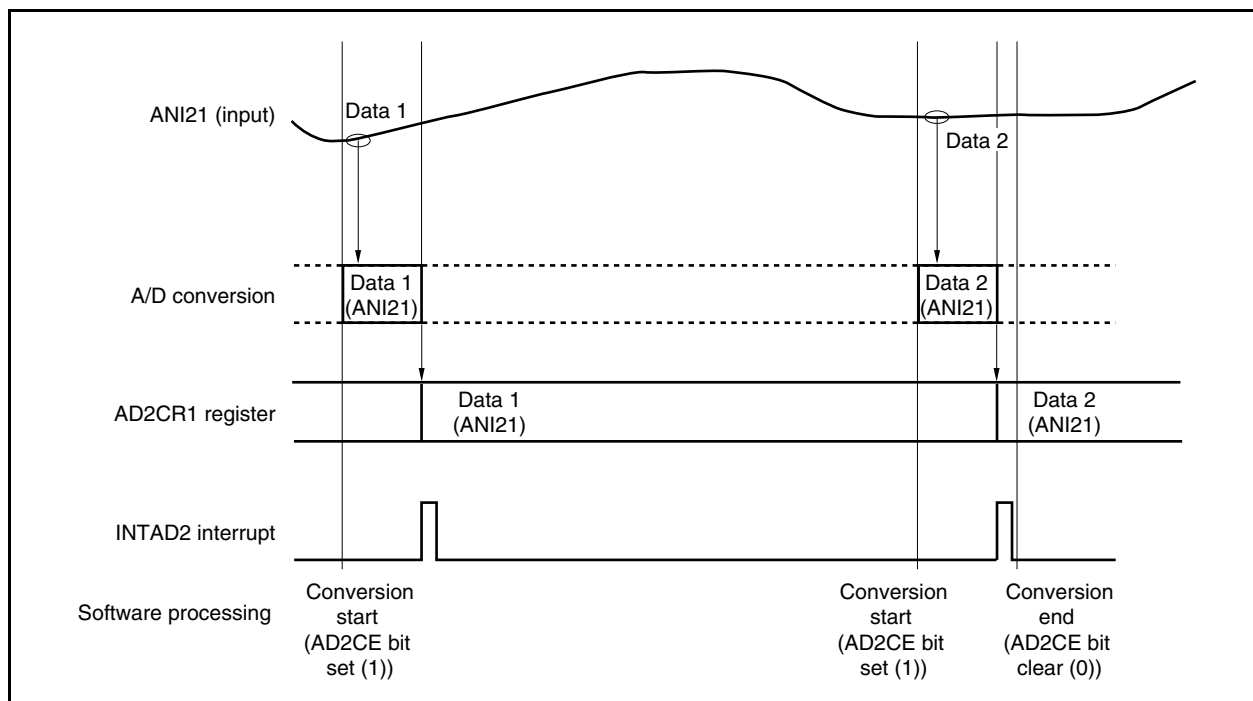 ANI21 (input)
Data 1
Data 2
A/D conversion
Data 1
(ANI21)
Data 2
(ANI21)
AD2CR1 register
Data 1
(ANI21)
Data 2
(ANI21)
INTAD2 interrupt
Software processing
Conversion
start
(AD2CE bit
set (1))
Conversion
start
(AD2CE bit
set (1))
Conversion
end
(AD2CE bit
clear (0))